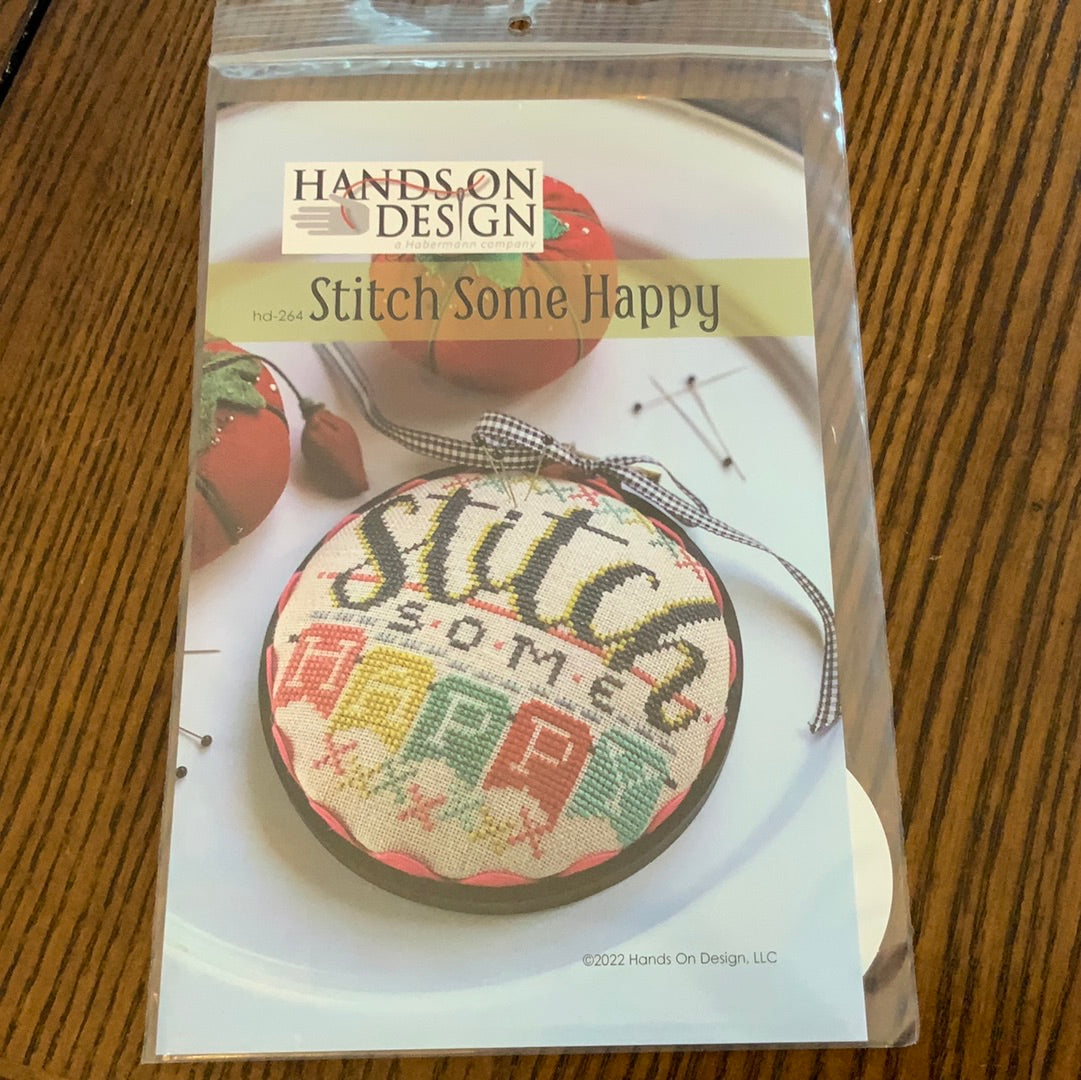 HANDS ON
DESIGN
a Habermann company
hd-264 Stitch Some Happy
Stitch
SOME
HAPPY
©2022 Hands On Design, LLC